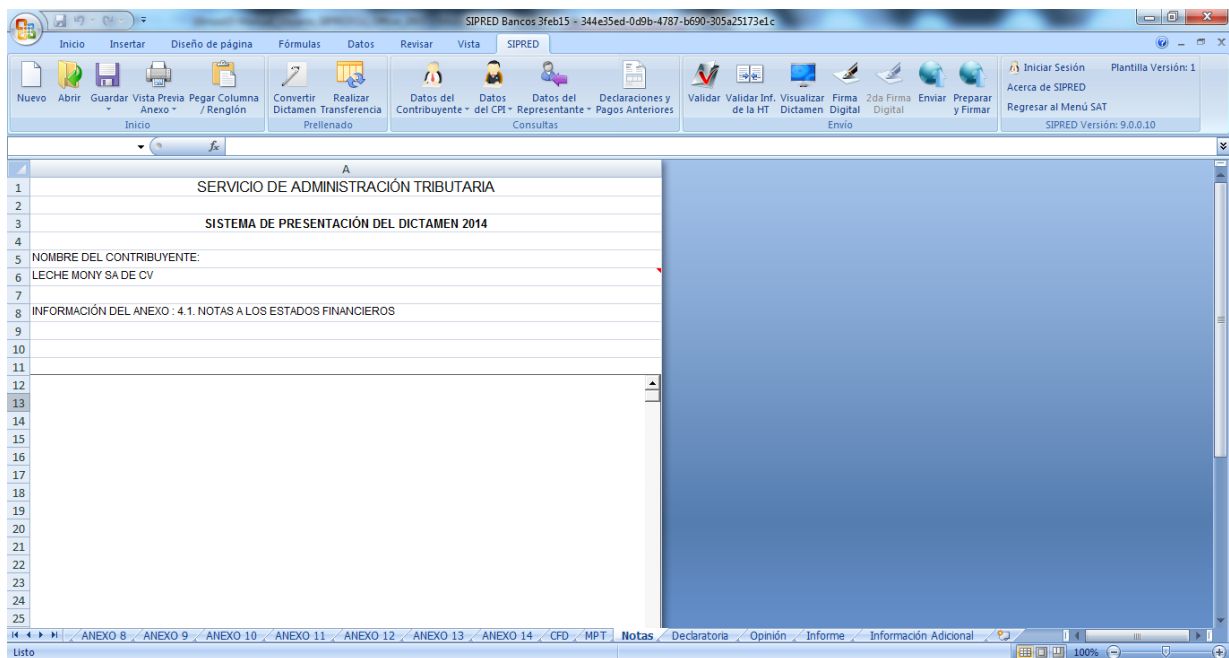 SIPRED Bancos 3feb15 - 344e35ed-0d9b-4787-b690-305a25173e1c
Inicio Insertar Diseño de página Fórmulas Datos Revisar Vista SIPRED
Nuevo Abrir Guardar Vista Previa Anexo Pegar Columna / Renglón
Inicio
Convertir Dictamen Realizar Transferencia
Prellenado
Datos del Contribuyente Datos del CPI Datos del Representante Declaraciones y Pagos Anteriores
Consultas
Validar Validar Inf. de la HT Visualizar Dictamen Firma Digital 2da Firma Digital Enviar Preparar y Firmar
Envío
Iniciar Sesión Plantilla Versión: 1
Acerca de SIPRED
Regresar al Menú SAT
SIPRED Versión: 9.0.0.10
fx
A
1 SERVICIO DE ADMINISTRACIÓN TRIBUTARIA
2
3 SISTEMA DE PRESENTACIÓN DEL DICTAMEN 2014
4
5 NOMBRE DEL CONTRIBUYENTE:
6 LECHE MONY SA DE CV
7
8 INFORMACIÓN DEL ANEXO : 4.1. NOTAS A LOS ESTADOS FINANCIEROS
9
10
11
12
13
14
15
16
17
18
19
20
21
22
23
24
25
ANEXO 8 ANEXO 9 ANEXO 10 ANEXO 11 ANEXO 12 ANEXO 13 ANEXO 14 CFD MPT Notas Declaratoria Opinión Informe Información Adicional
Listo 100%